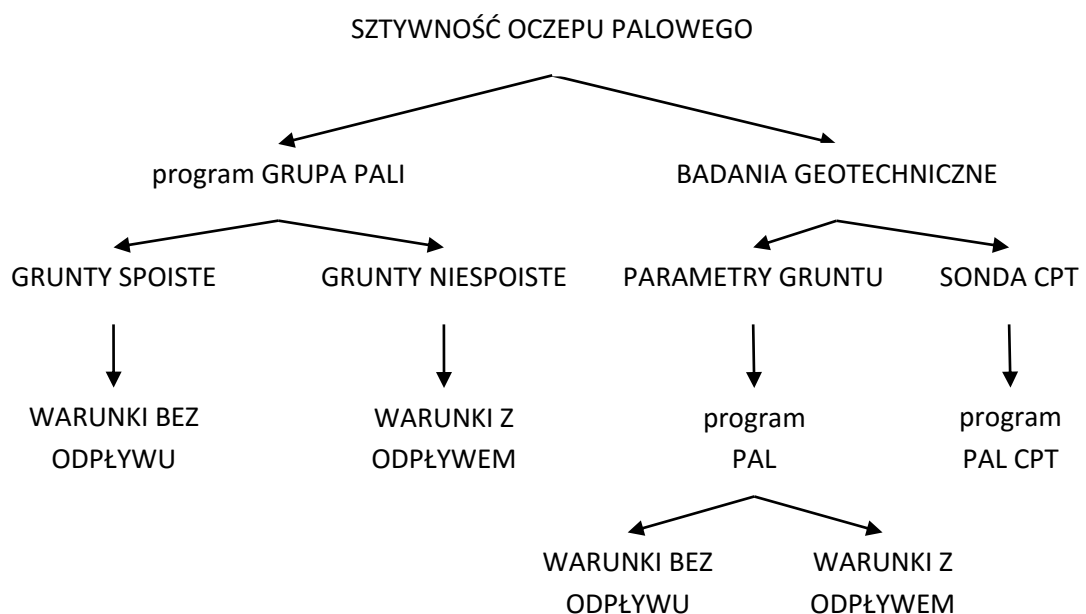 SZTYWNOŚĆ OCZEPU PALOWEGO
program GRUPA PALI
BADANIA GEOTECHNICZNE
GRUNTY SPOISTE
GRUNTY NIESPOISTE
PARAMETRY GRUNTU
SONDA CPT
WARUNKI BEZ
ODPŁYWU
WARUNKI Z
ODPŁYWEM
program
PAL
program
PAL CPT
WARUNKI BEZ
ODPŁYWU
WARUNKI Z
ODPŁYWEM